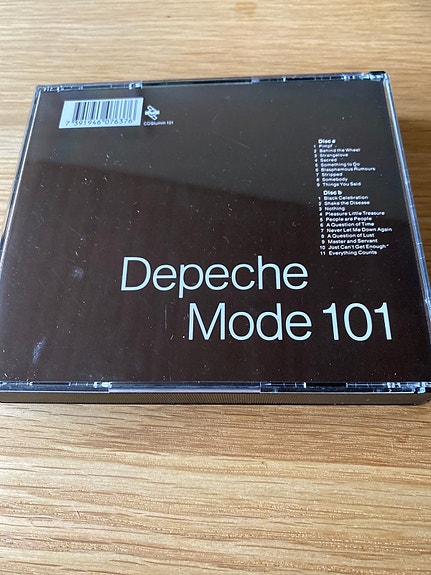 7 391946 076376
CDStumm 101
Disc a
1 Pimpf
2 Behind the Wheel
3 Strangelove
4 Sacred
5 Something to Do
6 Blasphemous Rumours
7 Stripped
8 Somebody
9 Things You Said
Disc b
1 Black Celebration
2 Shake the Disease
3 Nothing
4 Pleasure Little Treasure
5 People are People
6 A Question of Time
7 Never Let Me Down Again
8 A Question of Lust
9 Master and Servant
10 Just Can't Get Enough*
11 Everything Counts
Depeche
Mode 101